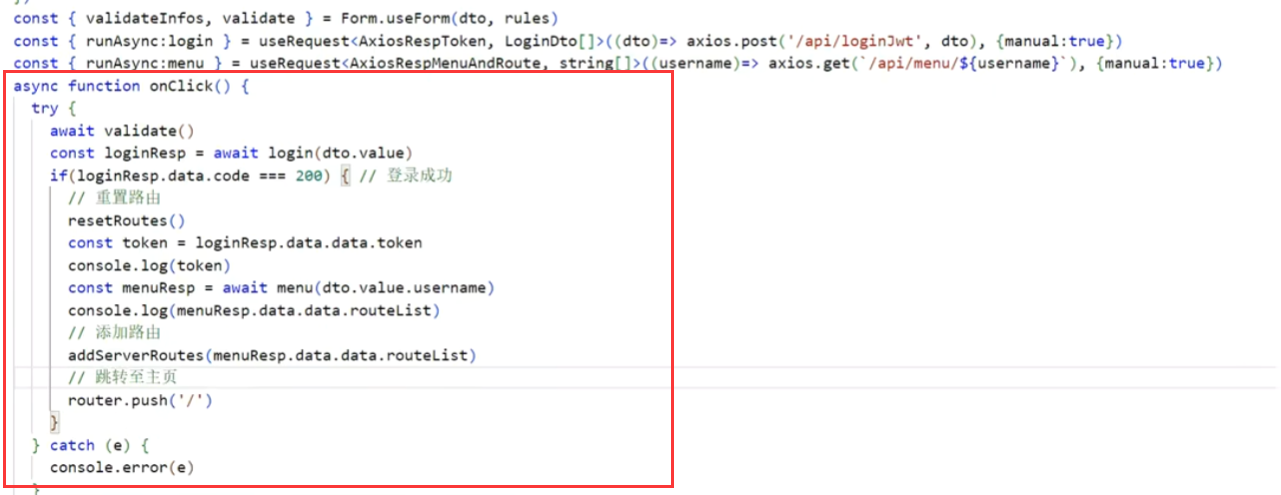 const { validateInfos, validate } = Form.useForm(dto, rules)
const { runAsync:login } = useRequest<AxiosRespToken, LoginDto[]>((dto)=> axios.post('/api/loginJwt', dto), {manual:true})
const { runAsync:menu } = useRequest<AxiosRespMenuAndRoute, string[]>((username)=> axios.get(`/api/menu/${username}`), {manual:true})
async function onClick() {
try {
await validate()
const loginResp = await login(dto.value)
if(loginResp.data.code === 200) { // 登录成功
// 重置路由
resetRoutes()
const token = loginResp.data.data.token
console.log(token)
const menuResp = await menu(dto.value.username)
console.log(menuResp.data.data.routeList)
// 添加路由
addServerRoutes(menuResp.data.data.routeList)
// 跳转至主页
router.push('/')
}
} catch (e) {
console.error(e)
}